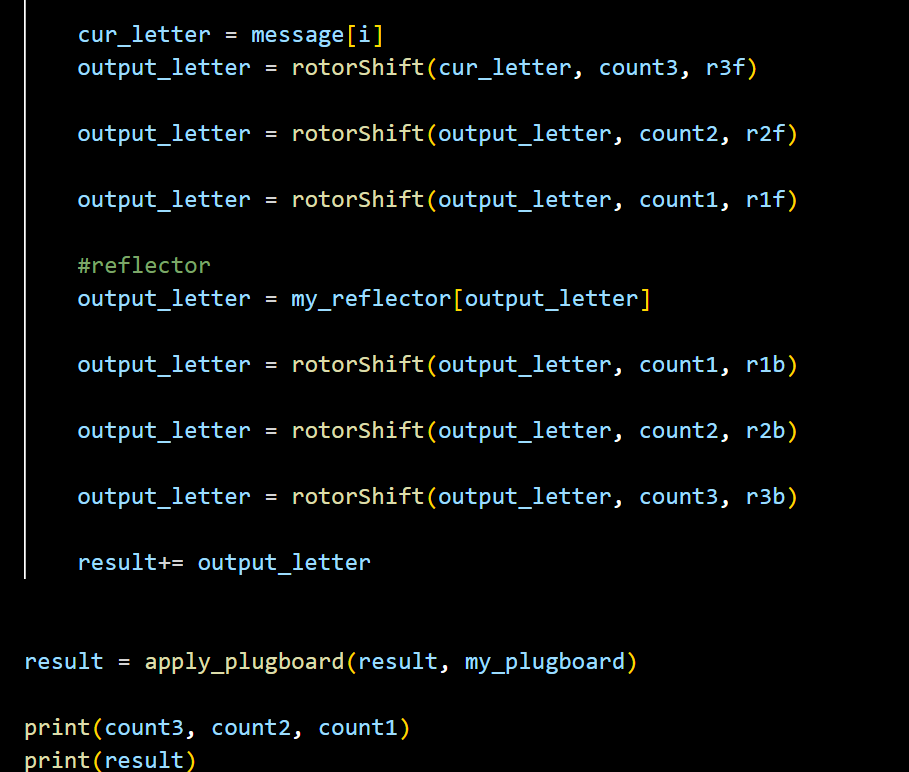 cur_letter = message[i]
output_letter = rotorShift(cur_letter, count3, r3f)
output_letter = rotorShift(output_letter, count2, r2f)
output_letter = rotorShift(output_letter, count1, r1f)
#reflector
output_letter = my_reflector[output_letter]
output_letter = rotorShift(output_letter, count1, r1b)
output_letter = rotorShift(output_letter, count2, r2b)
output_letter = rotorShift(output_letter, count3, r3b)
result+= output_letter
result = apply_plugboard(result, my_plugboard)
print(count3, count2, count1)
print(result)